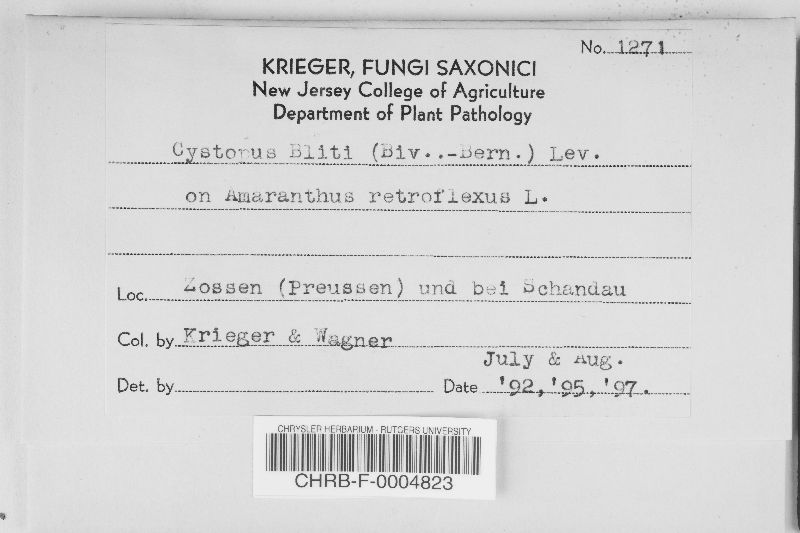 No. 1271
KRIEGER, FUNGI SAXONICI
New Jersey College of Agriculture
Department of Plant Pathology
Cystopus Bliti (Biv..-Bern.) Lev.
on Amaranthus retroflexus L.
Loc. Zossen (Preussen) und bei Schandau
Col. by Krieger & Wagner
July & Aug.
Det. by Date '92, '95, '97.
CHRYSLER HERBARIUM - RUTGERS UNIVERSITY
CHRB-F-0004823